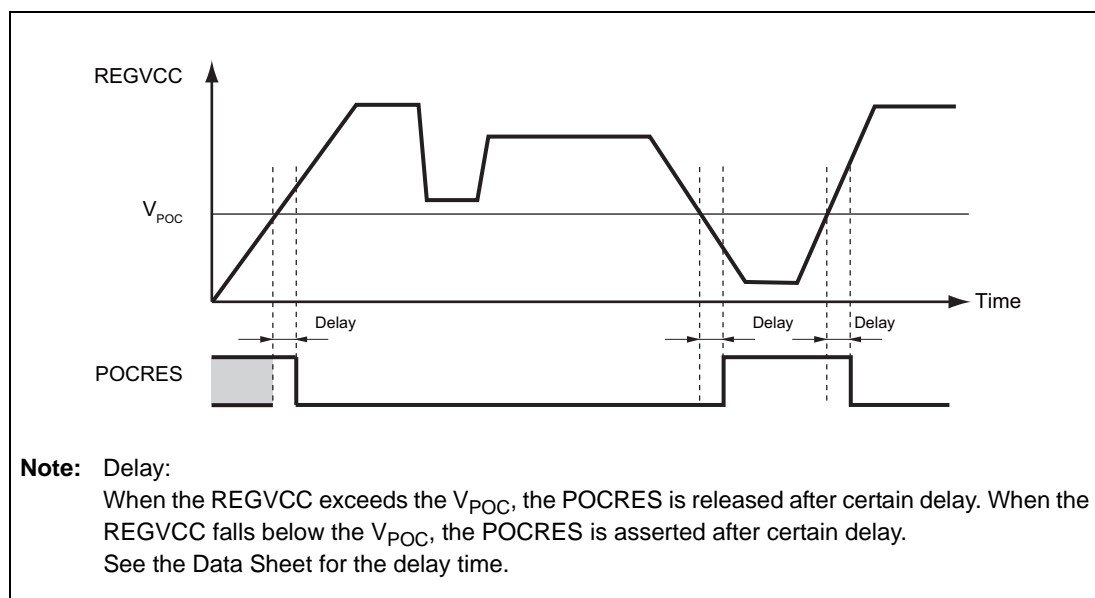 REGVCC
VPOC
Time
Delay Delay Delay
POCRES
Note: Delay:
When the REGVCC exceeds the VPOC, the POCRES is released after certain delay. When the
REGVCC falls below the VPOC, the POCRES is asserted after certain delay.
See the Data Sheet for the delay time.